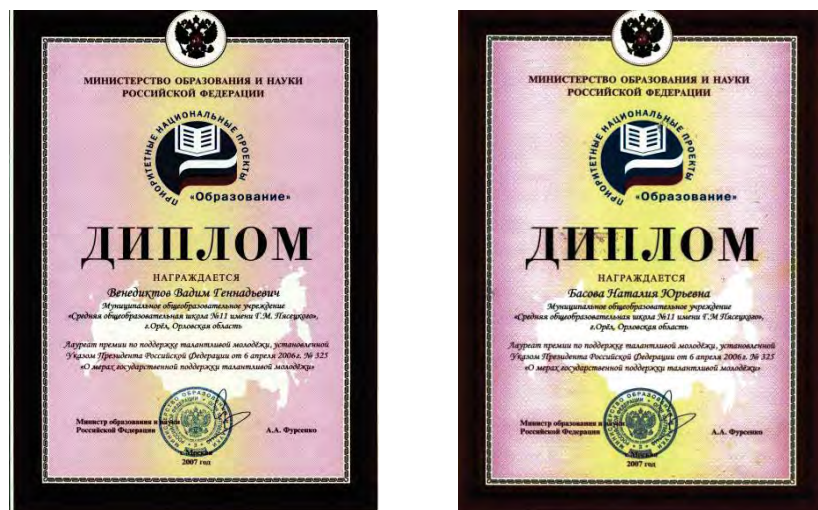 МИНИСТЕРСТВО ОБРАЗОВАНИЯ И НАУКИ
РОССИЙСКОЙ ФЕДЕРАЦИИ
ПРИОРИТЕТНЫЕ НАЦИОНАЛЬНЫЕ ПРОЕКТЫ
«Образование»
ДИПЛОМ
НАГРАЖДАЕТСЯ
Венедиктов Вадим Геннадьевич
Муниципальное общеобразовательное учреждение
«Средняя общеобразовательная школа №11 имени Г.М. Пясецкого»,
г.Орёл, Орловская область
Лауреат премии по поддержке талантливой молодёжи, установленной
Указом Президента Российской Федерации от 6 апреля 2006г. № 325
«О мерах государственной поддержки талантливой молодёжи»
Министр образования и науки
Российской Федерации
А.А. Фурсенко
г.Москва
2007 год
МИНИСТЕРСТВО ОБРАЗОВАНИЯ И НАУКИ
РОССИЙСКОЙ ФЕДЕРАЦИИ
ПРИОРИТЕТНЫЕ НАЦИОНАЛЬНЫЕ ПРОЕКТЫ
«Образование»
ДИПЛОМ
НАГРАЖДАЕТСЯ
Басова Наталия Юрьевна
Муниципальное общеобразовательное учреждение
«Средняя общеобразовательная школа №11 имени Г.М Пясецкого»,
г.Орёл, Орловская область
Лауреат премии по поддержке талантливой молодёжи, установленной
Указом Президента Российской Федерации от 6 апреля 2006г. № 325
«О мерах государственной поддержки талантливой молодёжи»
Министр образования и науки
Российской Федерации
А.А. Фурсенко
г.Москва
2007 год